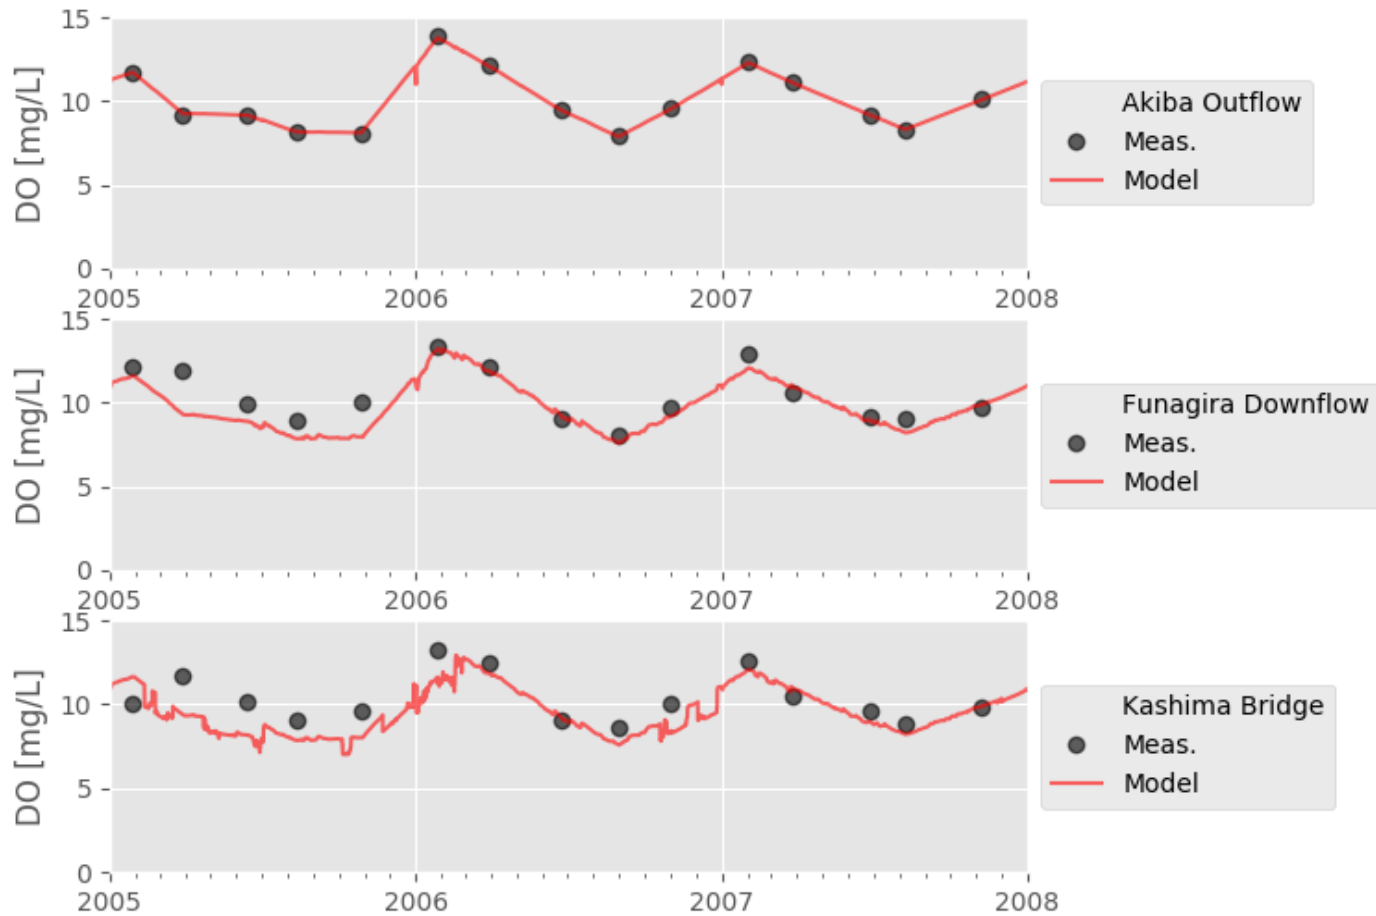 15
10
5
0
DO [mg/L]
2005 2006 2007 2008
Akiba Outflow
Meas.
Model
15
10
5
0
DO [mg/L]
2005 2006 2007 2008
Funagira Downflow
Meas.
Model
15
10
5
0
DO [mg/L]
2005 2006 2007 2008
Kashima Bridge
Meas.
Model